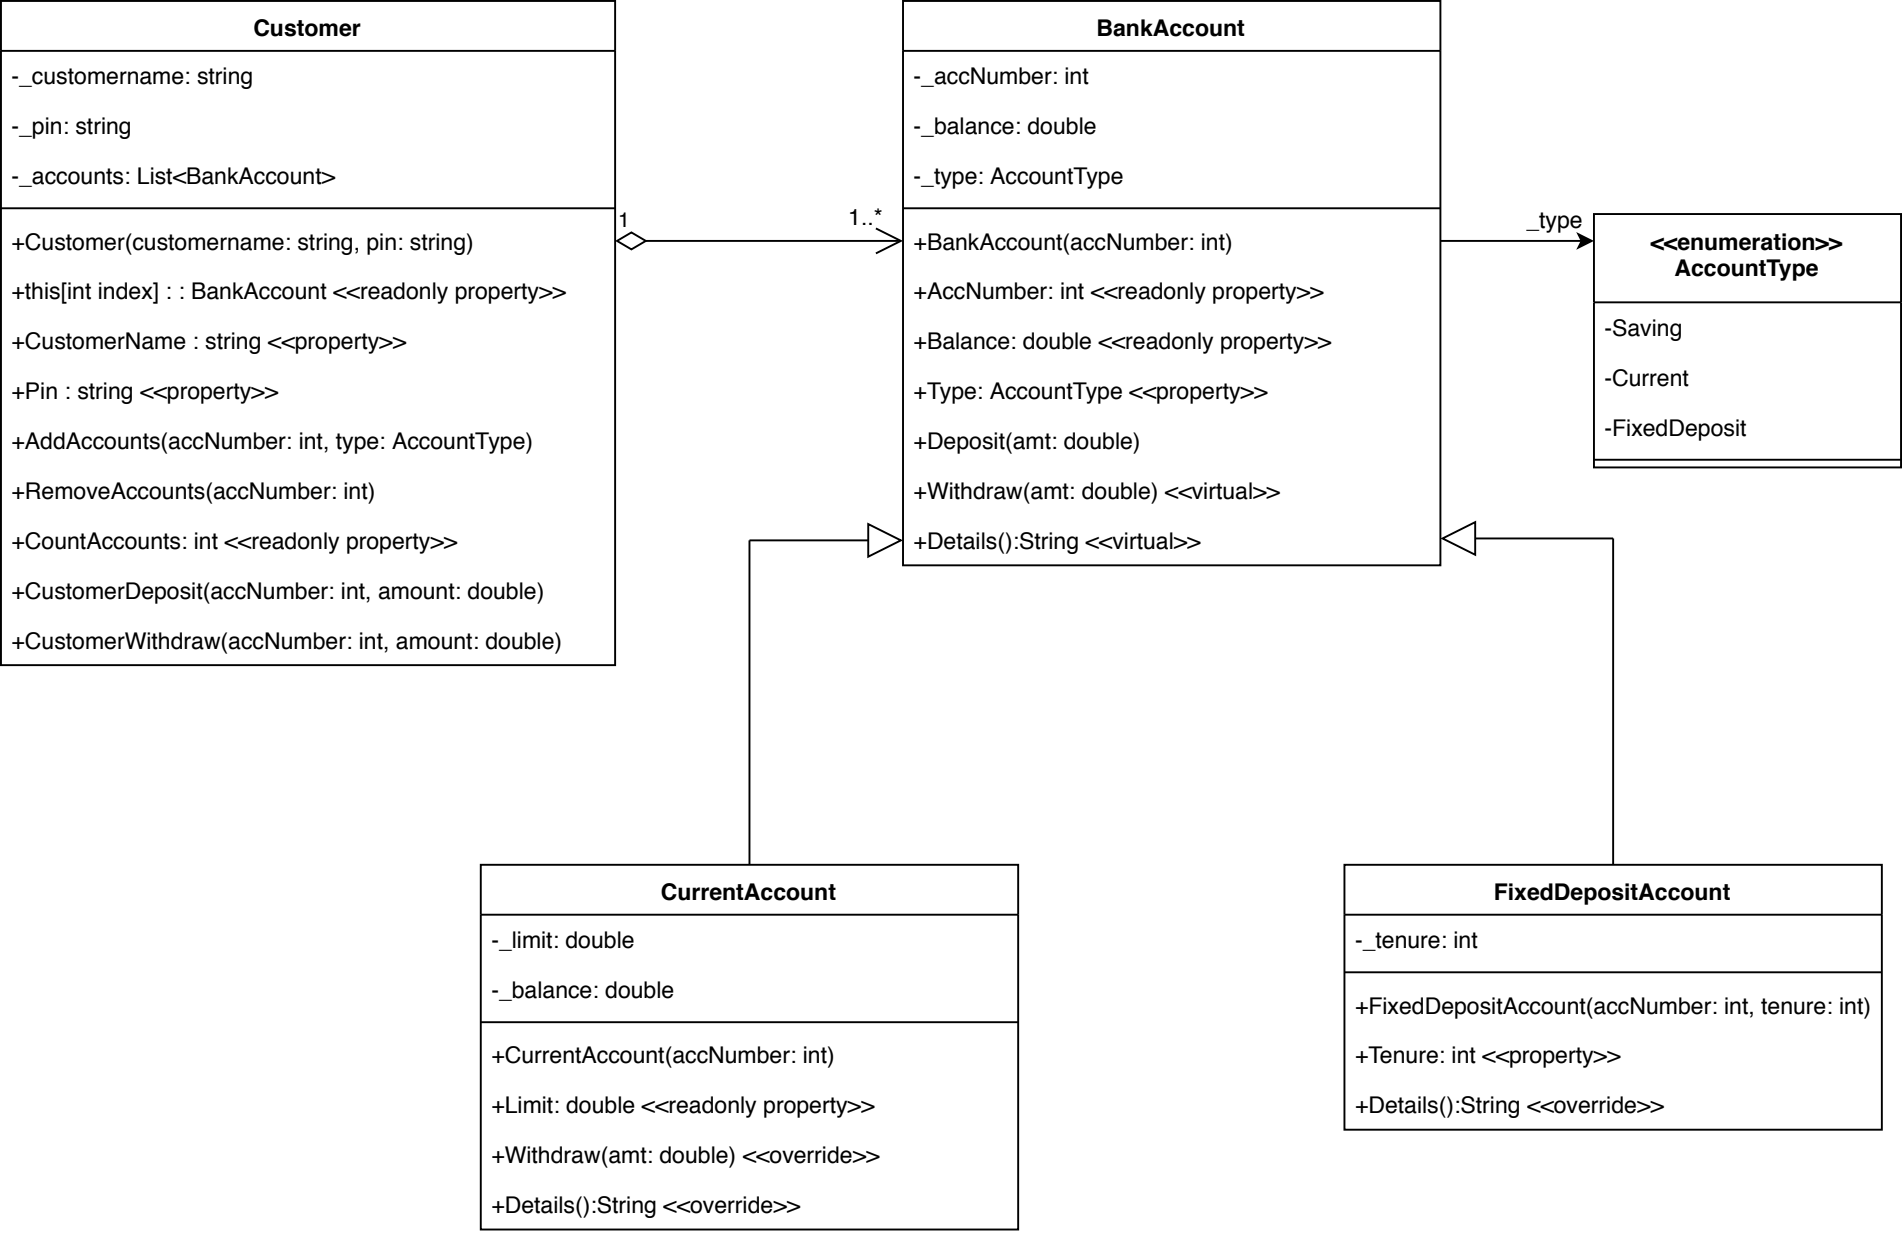 Customer
-_customername: string
-_pin: string
-_accounts: List<BankAccount>
+Customer(customername: string, pin: string)
+this[int index] : : BankAccount <<readonly property>>
+CustomerName : string <<property>>
+Pin : string <<property>>
+AddAccounts(accNumber: int, type: AccountType)
+RemoveAccounts(accNumber: int)
+CountAccounts: int <<readonly property>>
+CustomerDeposit(accNumber: int, amount: double)
+CustomerWithdraw(accNumber: int, amount: double)
1
1..*
BankAccount
-_accNumber: int
-_balance: double
-_type: AccountType
+BankAccount(accNumber: int)
+AccNumber: int <<readonly property>>
+Balance: double <<readonly property>>
+Type: AccountType <<property>>
+Deposit(amt: double)
+Withdraw(amt: double) <<virtual>>
+Details():String <<virtual>>
_type
<<enumeration>>
AccountType
-Saving
-Current
-FixedDeposit
CurrentAccount
-_limit: double
-_balance: double
+CurrentAccount(accNumber: int)
+Limit: double <<readonly property>>
+Withdraw(amt: double) <<override>>
+Details():String <<override>>
FixedDepositAccount
-_tenure: int
+FixedDepositAccount(accNumber: int, tenure: int)
+Tenure: int <<property>>
+Details():String <<override>>